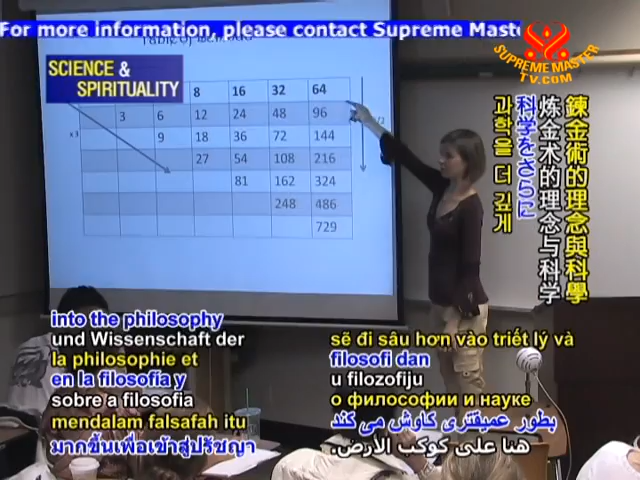 For more information, please contact Supreme Mast
SUPREME MASTER
TV.COM
SCIENCE &
SPIRITUALITY
8 16 32 64
3 6 12 24 48 96
x3 9 18 36 72 144
27 54 108 216
81 162 324
248 486
729
鍊金術的理念與科學
炼金术的理念与科学
科学をさらに
과학을 더 깊게
into the philosophy
und Wissenschaft der
la philosophie et
en la filosofía y
sobre a filosofia
mendalam falsafah itu
มากขึ้นเพื่อเข้าสู่ปรัชญา
sẽ đi sâu hơn vào triết lý và
filosofi dan
u filozofiju
о философии и науке
بطور عمیقتری کاوش می کند
هنا على كوكب الأرض.